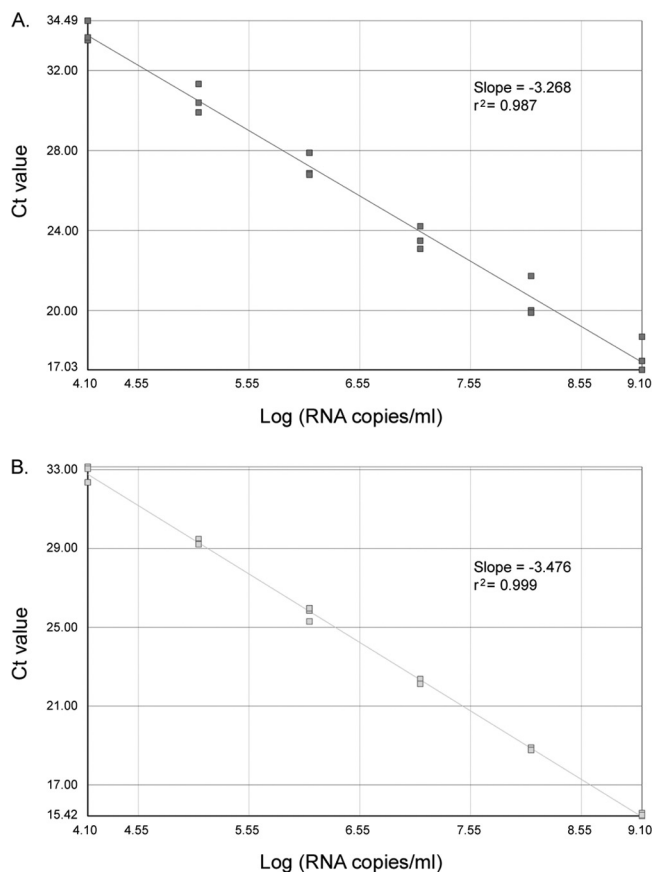 A.
34.49
32.00
28.00
24.00
20.00
17.03
Ct value
Slope = -3.268
r² = 0.987
4.10 4.55 5.55 6.55 7.55 8.55 9.10
Log (RNA copies/ml)
B.
33.00
29.00
25.00
21.00
17.00
15.42
Ct value
Slope = -3.476
r² = 0.999
4.10 4.55 5.55 6.55 7.55 8.55 9.10
Log (RNA copies/ml)